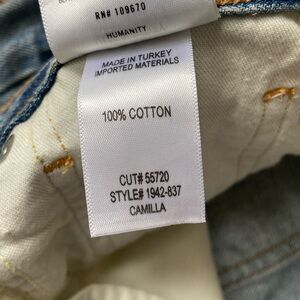 RN# 109670
HUMANITY
MADE IN TURKEY
IMPORTED MATERIALS
100% COTTON
CUT# 55720
STYLE# 1942-837
CAMILLA